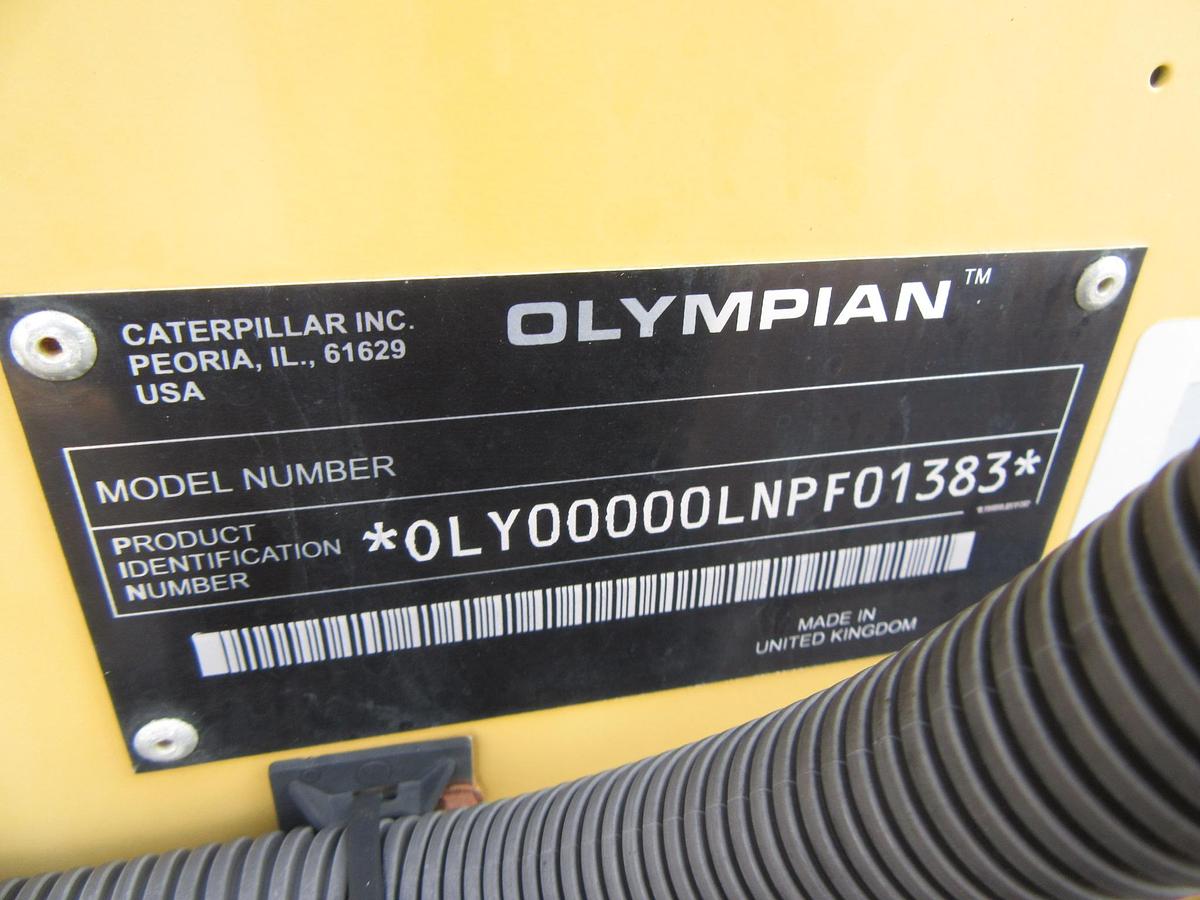 CATERPILLAR INC.
PEORIA, IL., 61629
USA
OLYMPIAN™
MODEL NUMBER
PRODUCT
IDENTIFICATION
NUMBER
*OLY00000LNPF01383*
MADE IN
UNITED KINGDOM